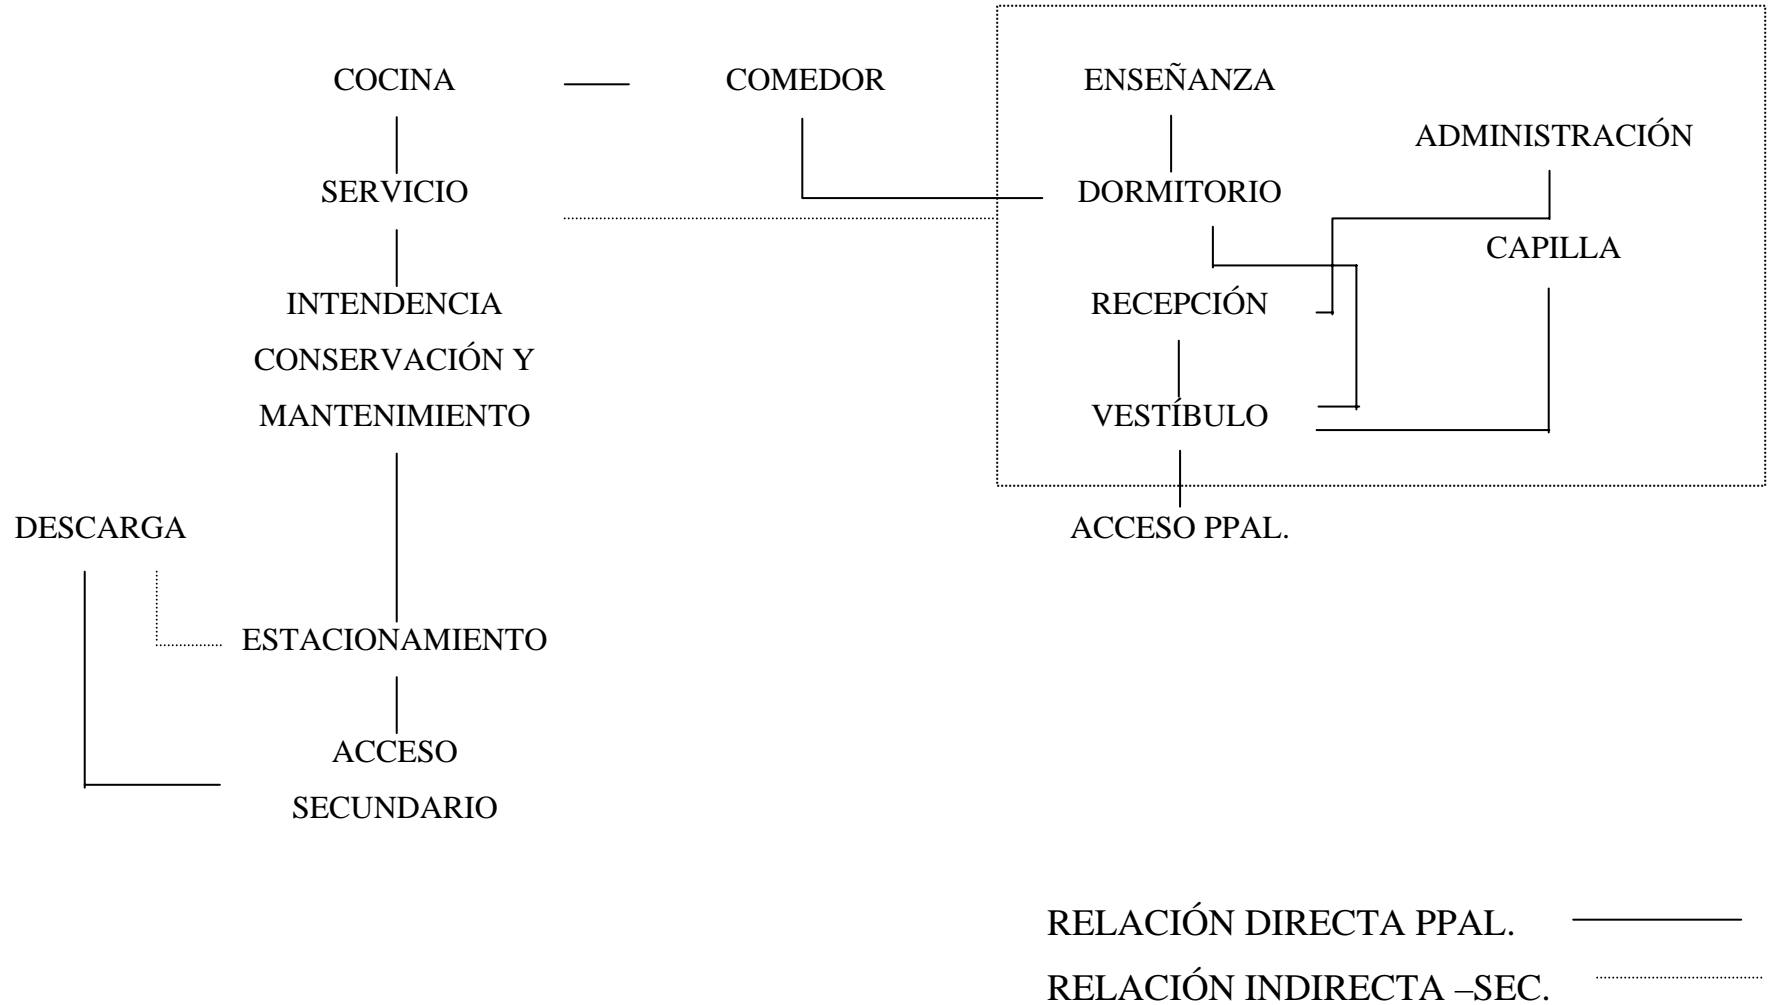 COCINA COMEDOR ENSEÑANZA
ADMINISTRACIÓN
SERVICIO DORMITORIO
CAPILLA
INTENDENCIA RECEPCIÓN
CONSERVACIÓN Y
MANTENIMIENTO VESTÍBULO
DESCARGA ACCESO PPAL.
ESTACIONAMIENTO
ACCESO
SECUNDARIO
RELACIÓN DIRECTA PPAL.
RELACIÓN INDIRECTA –SEC.